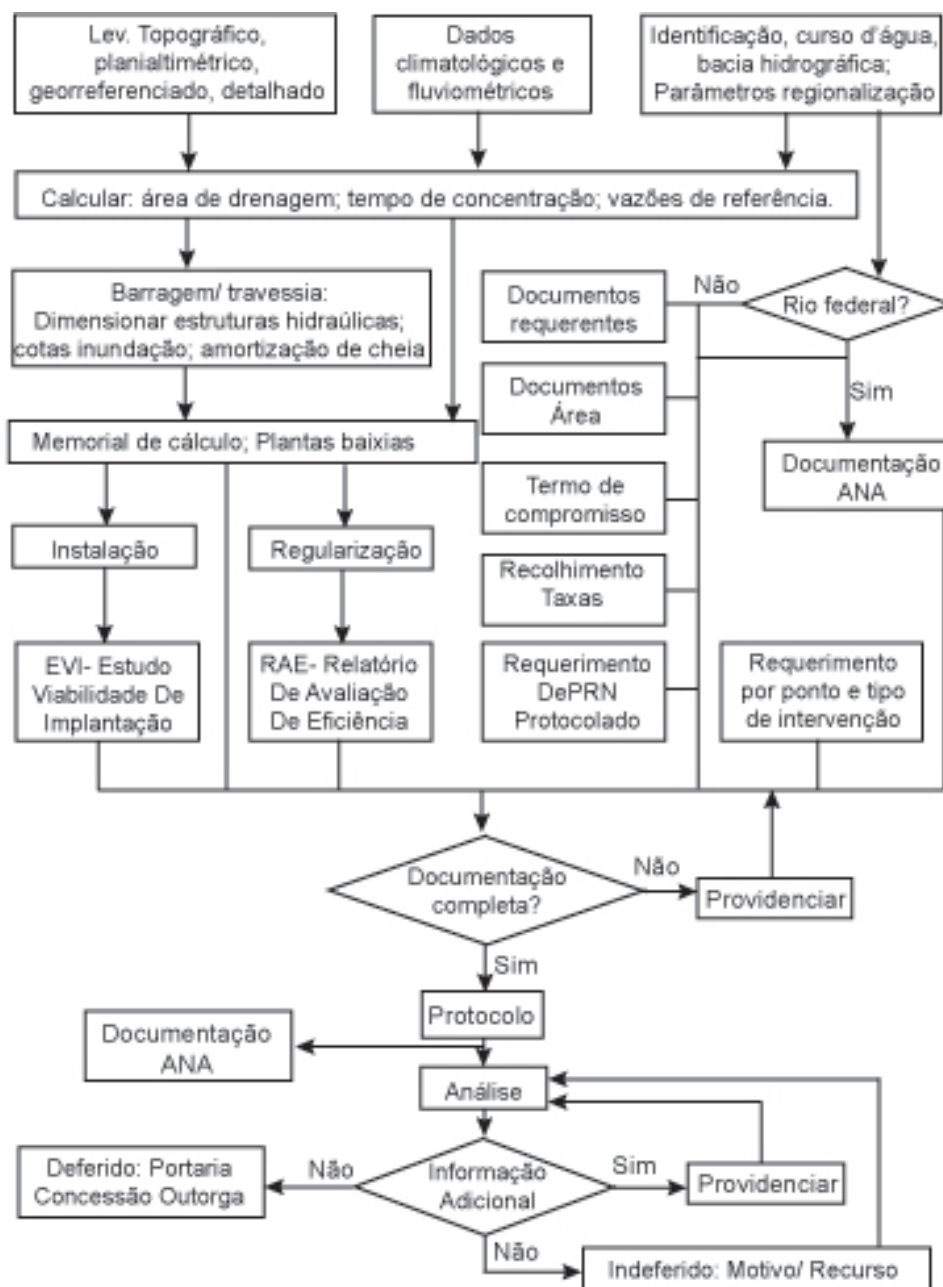 Lev. Topográfico,
planialtimétrico,
georreferenciado, detalhado
Dados
climatológicos e
fluviométricos
Identificação, curso d'água,
bacia hidrográfica;
Parâmetros regionalização
Calcular: área de drenagem; tempo de concentração; vazões de referência.
Barragem/ travessia:
Dimensionar estruturas hidraúlicas;
cotas inundação; amortização de cheia
Documentos
requerentes
Não
Rio federal?
Sim
Documentos
Área
Memorial de cálculo; Plantas baixias
Documentação
ANA
Termo de
compromisso
Instalação
Regularização
Recolhimento
Taxas
EVI- Estudo
Viabilidade De
Implantação
RAE- Relatório
De Avaliação
De Eficiência
Requerimento
DePRN
Protocolado
Requerimento
por ponto e tipo
de intervenção
Documentação
completa?
Não
Providenciar
Sim
Protocolo
Documentação
ANA
Análise
Deferido: Portaria
Concessão Outorga
Não
Informação
Adicional
Sim
Providenciar
Não
Indeferido: Motivo/ Recurso